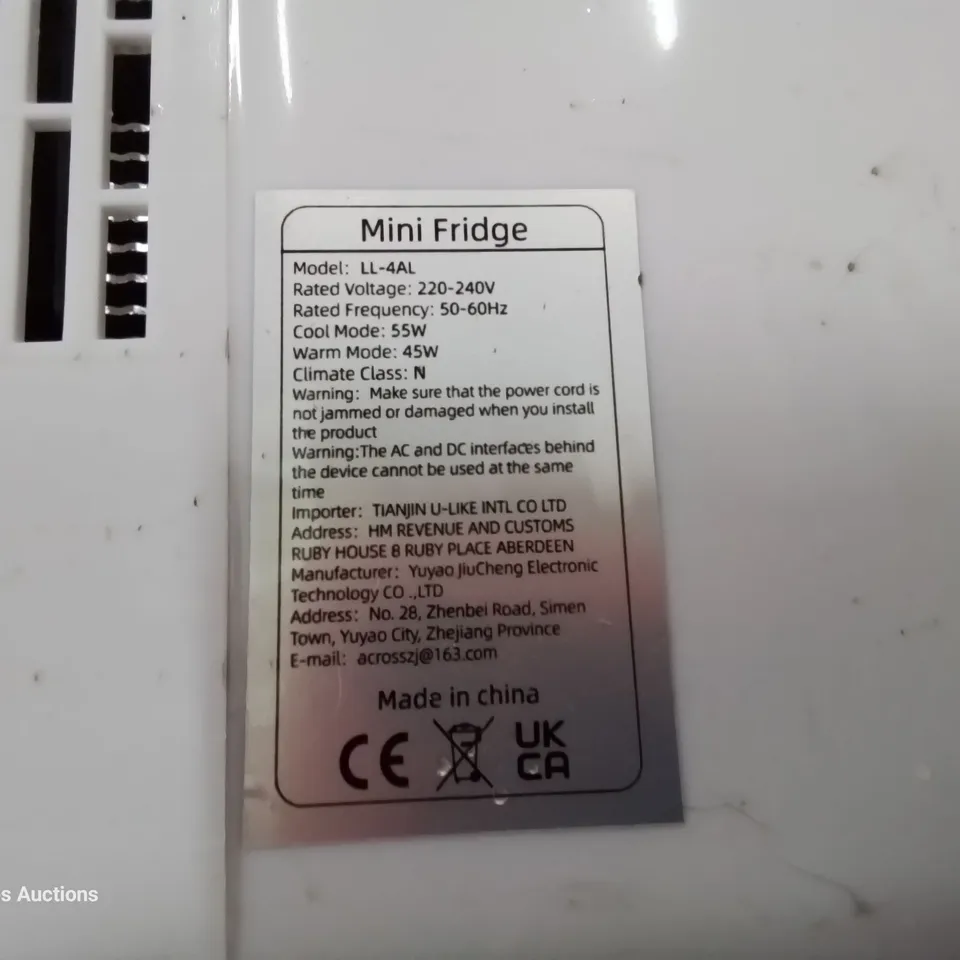 Mini Fridge
Model: LL-4AL
Rated Voltage: 220-240V
Rated Frequency: 50-60Hz
Cool Mode: 55W
Warm Mode: 45W
Climate Class: N
Warning: Make sure that the power cord is
not jammed or damaged when you install
the product
Warning:The AC and DC interfaces behind
the device cannot be used at the same
time
Importer: TIANJIN U-LIKE INTL CO LTD
Address: HM REVENUE AND CUSTOMS
RUBY HOUSE 8 RUBY PLACE ABERDEEN
Manufacturer: Yuyao JiuCheng Electronic
Technology CO .,LTD
Address: No. 28, Zhenbei Road, Simen
Town, Yuyao City, Zhejiang Province
E-mail: acrosszj@163.com
Made in china
CE
UK
CA
s Auctions